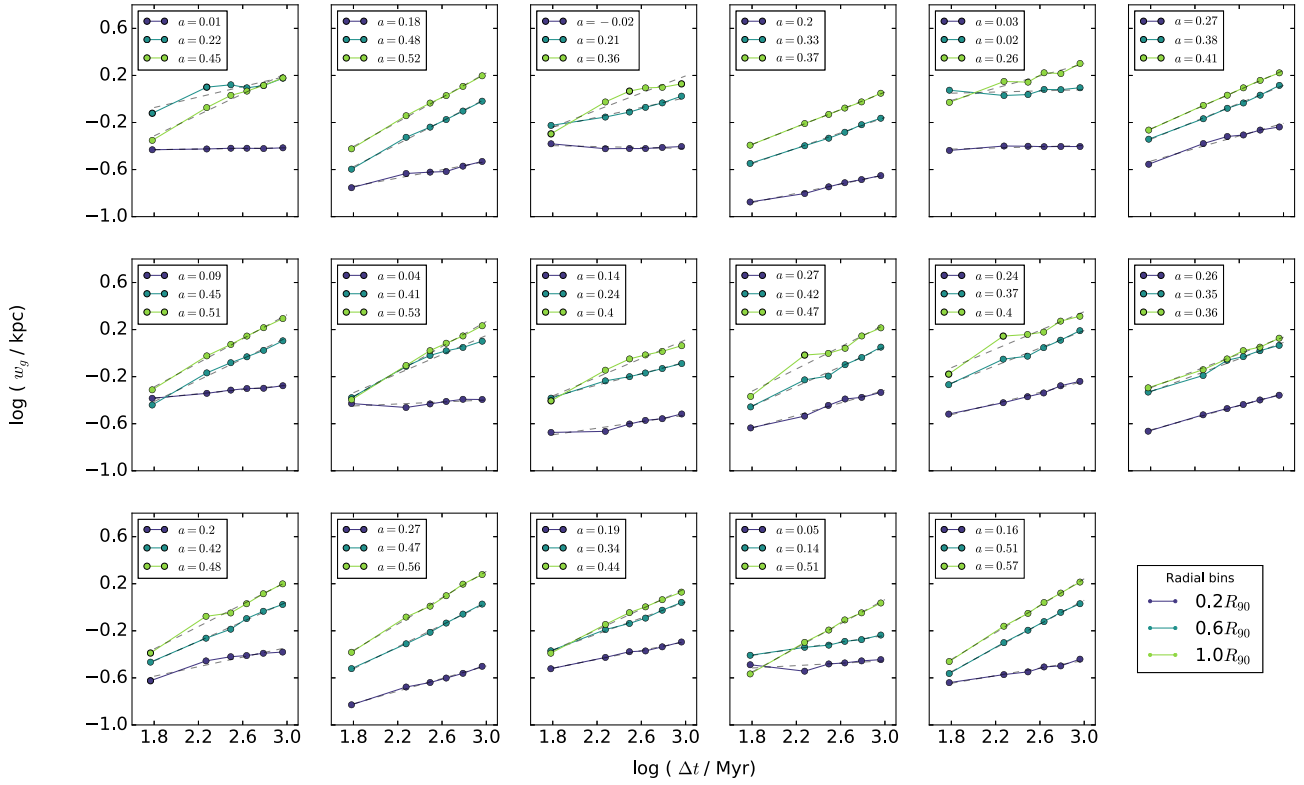 0.6
0.2
−0.2
−0.6
−1.0
a = 0.01
a = 0.22
a = 0.45
a = 0.18
a = 0.48
a = 0.52
a = −0.02
a = 0.21
a = 0.36
a = 0.2
a = 0.33
a = 0.37
a = 0.03
a = 0.02
a = 0.26
a = 0.27
a = 0.38
a = 0.41
0.6
0.2
−0.2
−0.6
−1.0
a = 0.09
a = 0.45
a = 0.51
a = 0.04
a = 0.41
a = 0.53
a = 0.14
a = 0.24
a = 0.4
a = 0.27
a = 0.42
a = 0.47
a = 0.24
a = 0.37
a = 0.4
a = 0.26
a = 0.35
a = 0.36
log ( w_g / kpc)
0.6
0.2
−0.2
−0.6
−1.0
a = 0.2
a = 0.42
a = 0.48
a = 0.27
a = 0.47
a = 0.56
a = 0.19
a = 0.34
a = 0.44
a = 0.05
a = 0.14
a = 0.51
a = 0.16
a = 0.51
a = 0.57
Radial bins
0.2R_90
0.6R_90
1.0R_90
1.8 2.2 2.6 3.0
1.8 2.2 2.6 3.0
1.8 2.2 2.6 3.0
1.8 2.2 2.6 3.0
1.8 2.2 2.6 3.0
log ( Δt / Myr)